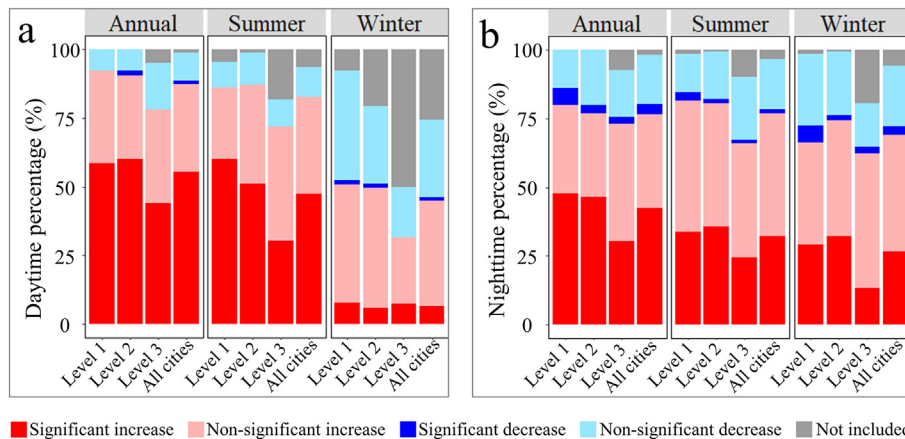 a
Annual Summer Winter
Daytime percentage (%)
100
75
50
25
0
Level 1 Level 2 Level 3 All cities Level 1 Level 2 Level 3 All cities Level 1 Level 2 Level 3 All cities
b
Annual Summer Winter
Nighttime percentage (%)
100
75
50
25
0
Level 1 Level 2 Level 3 All cities Level 1 Level 2 Level 3 All cities Level 1 Level 2 Level 3 All cities
Significant increase Non-significant increase Significant decrease Non-significant decrease Not included